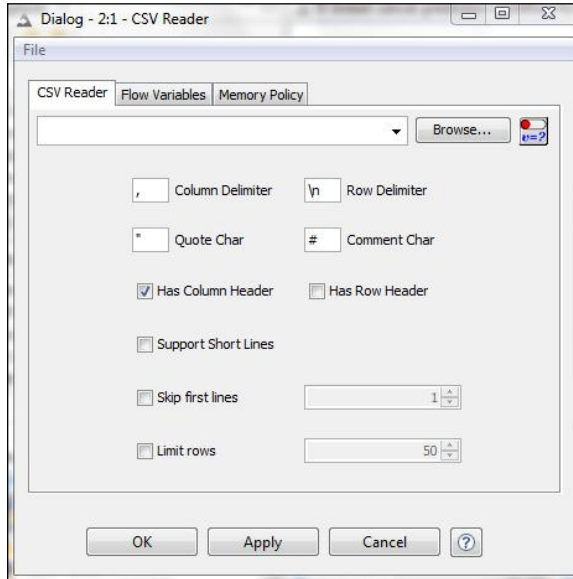 Dialog - 2:1 - CSV Reader
File
CSV Reader Flow Variables Memory Policy
Browse... v=?
, Column Delimiter \n Row Delimiter
" Quote Char # Comment Char
Has Column Header Has Row Header
Support Short Lines
Skip first lines 1
Limit rows 50
OK Apply Cancel ?